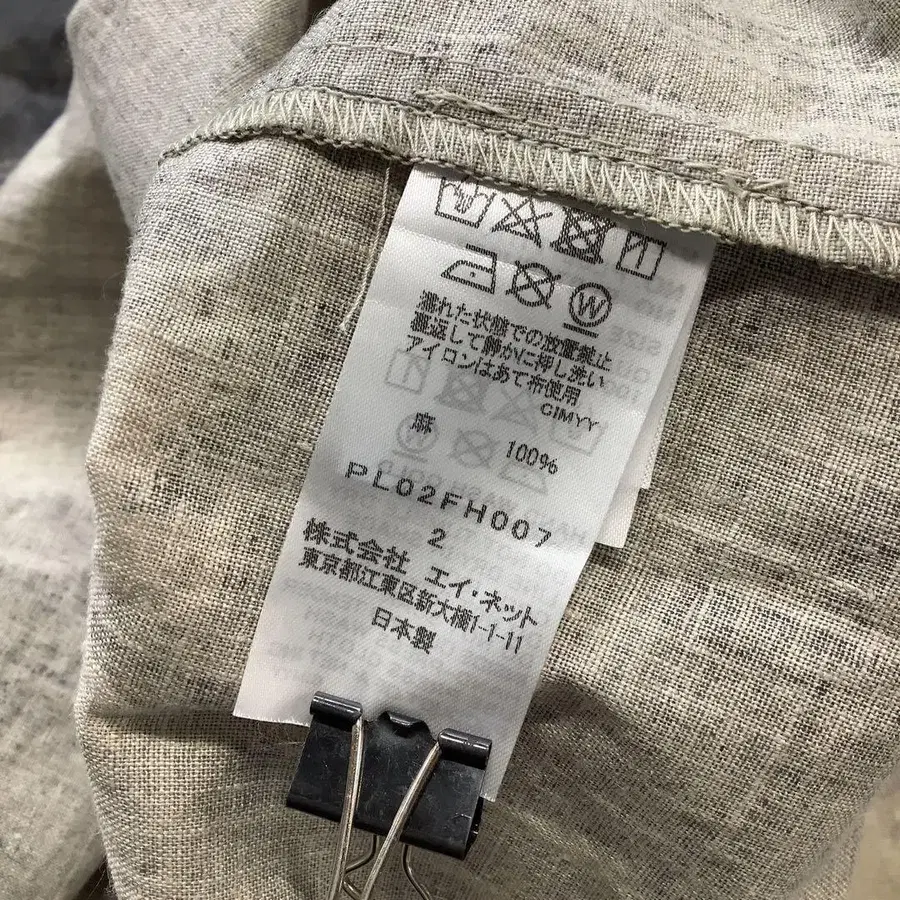 濡れた状態での放置禁止
裏返して静かに押し洗い
アイロンはあて布使用
CIMYY
麻 100%
PL02FH007
2
株式会社 エイ・ネット
東京都江東区新大橋1-1-11
日本製